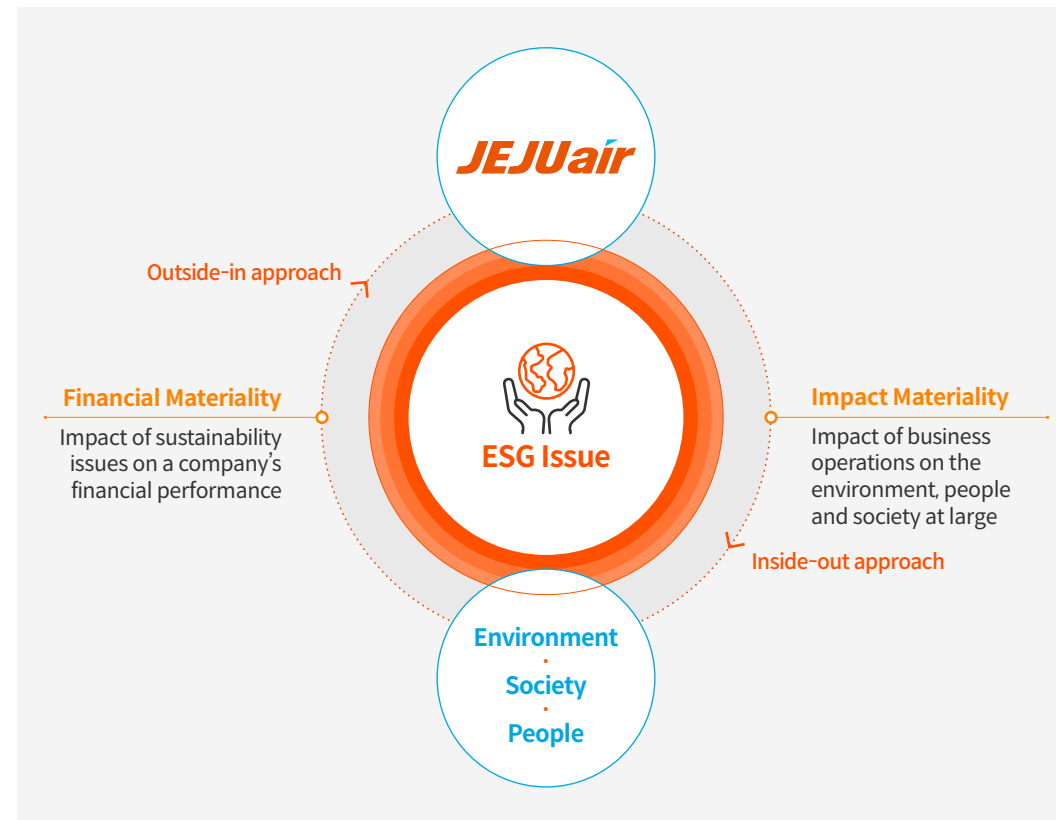 JEJUair
Outside-in approach
Financial Materiality
Impact of sustainability
issues on a company's
financial performance
ESG Issue
Impact Materiality
Impact of business
operations on the
environment, people
and society at large
Inside-out approach
Environment
·
Society
·
People